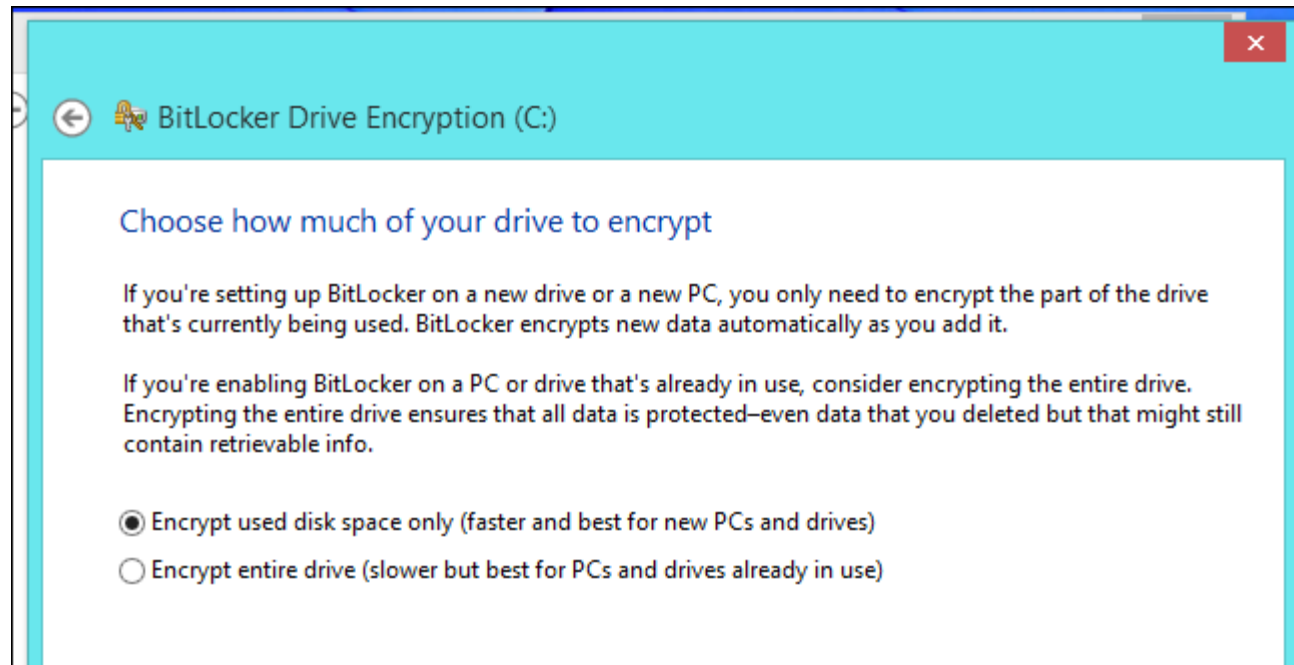 BitLocker Drive Encryption (C:)
Choose how much of your drive to encrypt
If you're setting up BitLocker on a new drive or a new PC, you only need to encrypt the part of the drive
that's currently being used. BitLocker encrypts new data automatically as you add it.
If you're enabling BitLocker on a PC or drive that's already in use, consider encrypting the entire drive.
Encrypting the entire drive ensures that all data is protected–even data that you deleted but that might still
contain retrievable info.
Encrypt used disk space only (faster and best for new PCs and drives)
Encrypt entire drive (slower but best for PCs and drives already in use)